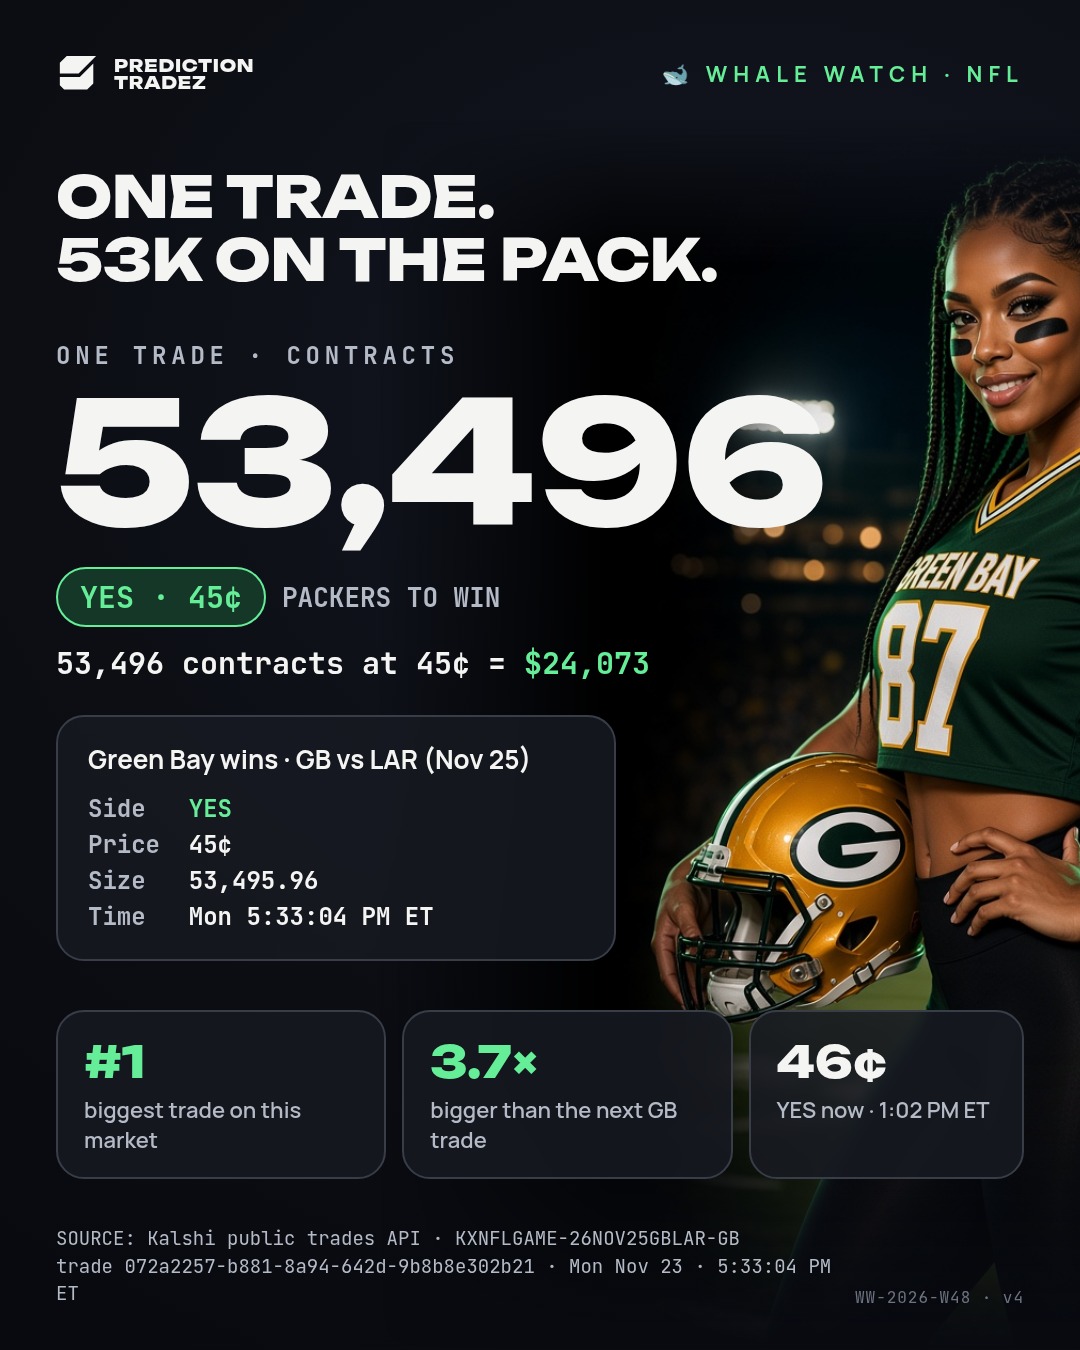 PREDICTION
TRADEZ
🐋 WHALE WATCH · NFL
ONE TRADE.
53K ON THE PACK.
ONE TRADE · CONTRACTS
53,496
YES · 45¢ PACKERS TO WIN
53,496 contracts at 45¢ = $24,073
Green Bay wins · GB vs LAR (Nov 25)
Side YES
Price 45¢
Size 53,495.96
Time Mon 5:33:04 PM ET
GREEN BAY
87
G
#1
biggest trade on this
market
3.7×
bigger than the next GB
trade
46¢
YES now · 1:02 PM ET
SOURCE: Kalshi public trades API · KXNFLGAME-26NOV25GBLAR-GB
trade 072a2257-b881-8a94-642d-9b8b8e302b21 · Mon Nov 23 · 5:33:04 PM
ET
WW-2026-W48 · v4